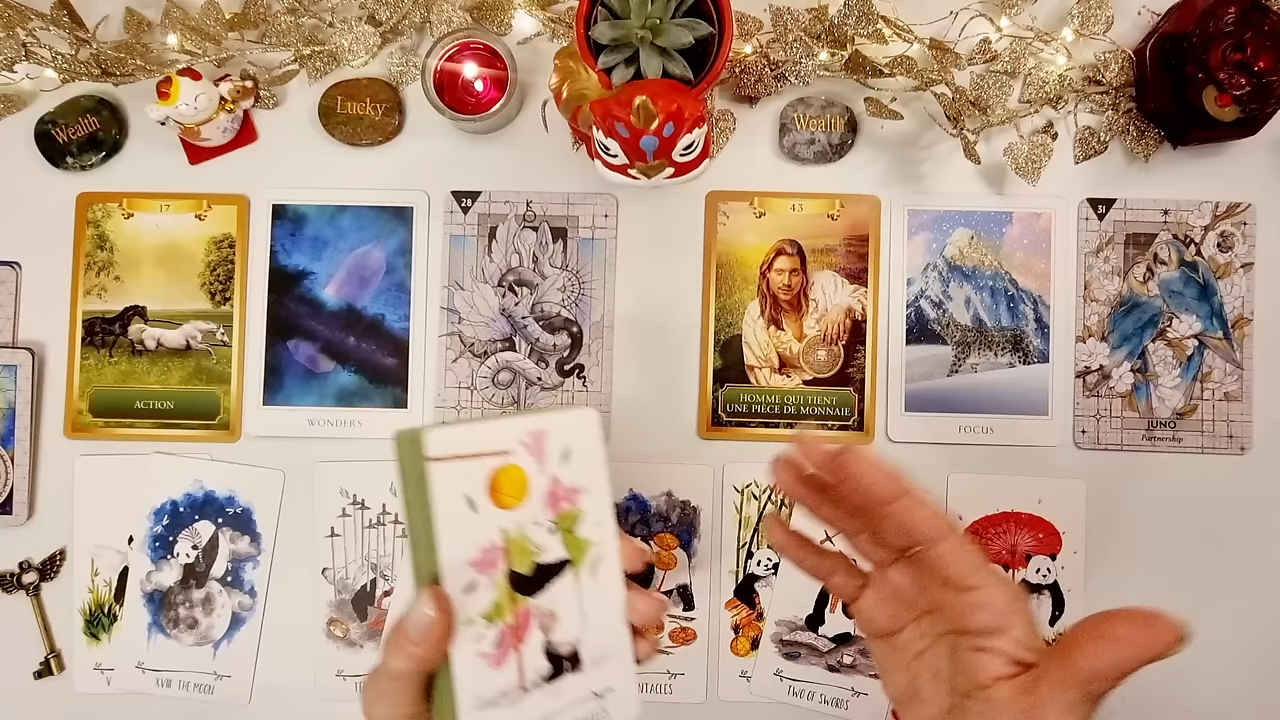 Wealth
Lucky
Wealth
17
ACTION
WONDERS
28
43
HOMME QUI TIENT
UNE PIÈCE DE MONNAIE
FOCUS
31
JUNO
Partnership
V
XVIII THE MOON
TE
NTACLES
TWO OF SWORDS